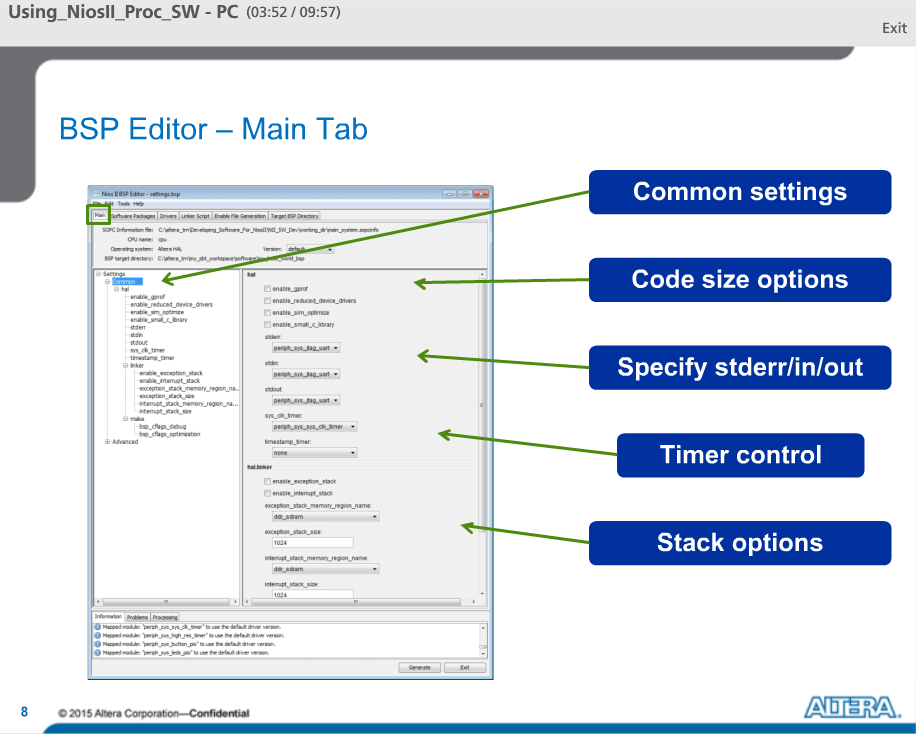 Using_NiosII_Proc_SW - PC (03:52 / 09:57)
Exit
BSP Editor – Main Tab
Nios II BSP Editor - settings.bsp
File Edit Tools Help
Main Software Packages Drivers Linker Script Enable File Generation Target BSP Directory
SOPC Information file: C:\altera_trn\Developing_Software_For_NiosII\NII_SW_Dev\working_dir\main_system.sopcinfo
CPU name: cpu
Operating system: Altera HAL Version: default
BSP target directory:
Settings
Common
hal
enable_gprof
enable_reduced_device_drivers
enable_sim_optimize
enable_small_c_library
stderr
stdin
stdout
sys_clk_timer
timestamp_timer
linker
enable_exception_stack
enable_interrupt_stack
exception_stack_memory_region_na...
exception_stack_size
interrupt_stack_memory_region_na...
interrupt_stack_size
make
bsp_cflags_debug
bsp_cflags_optimization
Advanced
hal
enable_gprof
enable_reduced_device_drivers
enable_sim_optimize
enable_small_c_library
stderr:
periph_sys_jtag_uart
stdin:
periph_sys_jtag_uart
stdout:
periph_sys_jtag_uart
sys_clk_timer:
periph_sys_sys_clk_timer
timestamp_timer:
none
hal.linker
enable_exception_stack
enable_interrupt_stack
exception_stack_memory_region_name:
ddr_sdram
exception_stack_size:
1024
interrupt_stack_memory_region_name:
ddr_sdram
interrupt_stack_size:
1024
Information Problems Processing
Mapped module: "periph_sys_sys_clk_timer" to use the default driver version.
Mapped module: "periph_sys_high_res_timer" to use the default driver version.
Mapped module: "periph_sys_button_pio" to use the default driver version.
Mapped module: "periph_sys_leds_pio" to use the default driver version.
Generate Exit
Common settings
Code size options
Specify stderr/in/out
Timer control
Stack options
8
© 2015 Altera Corporation—Confidential
ALTERA